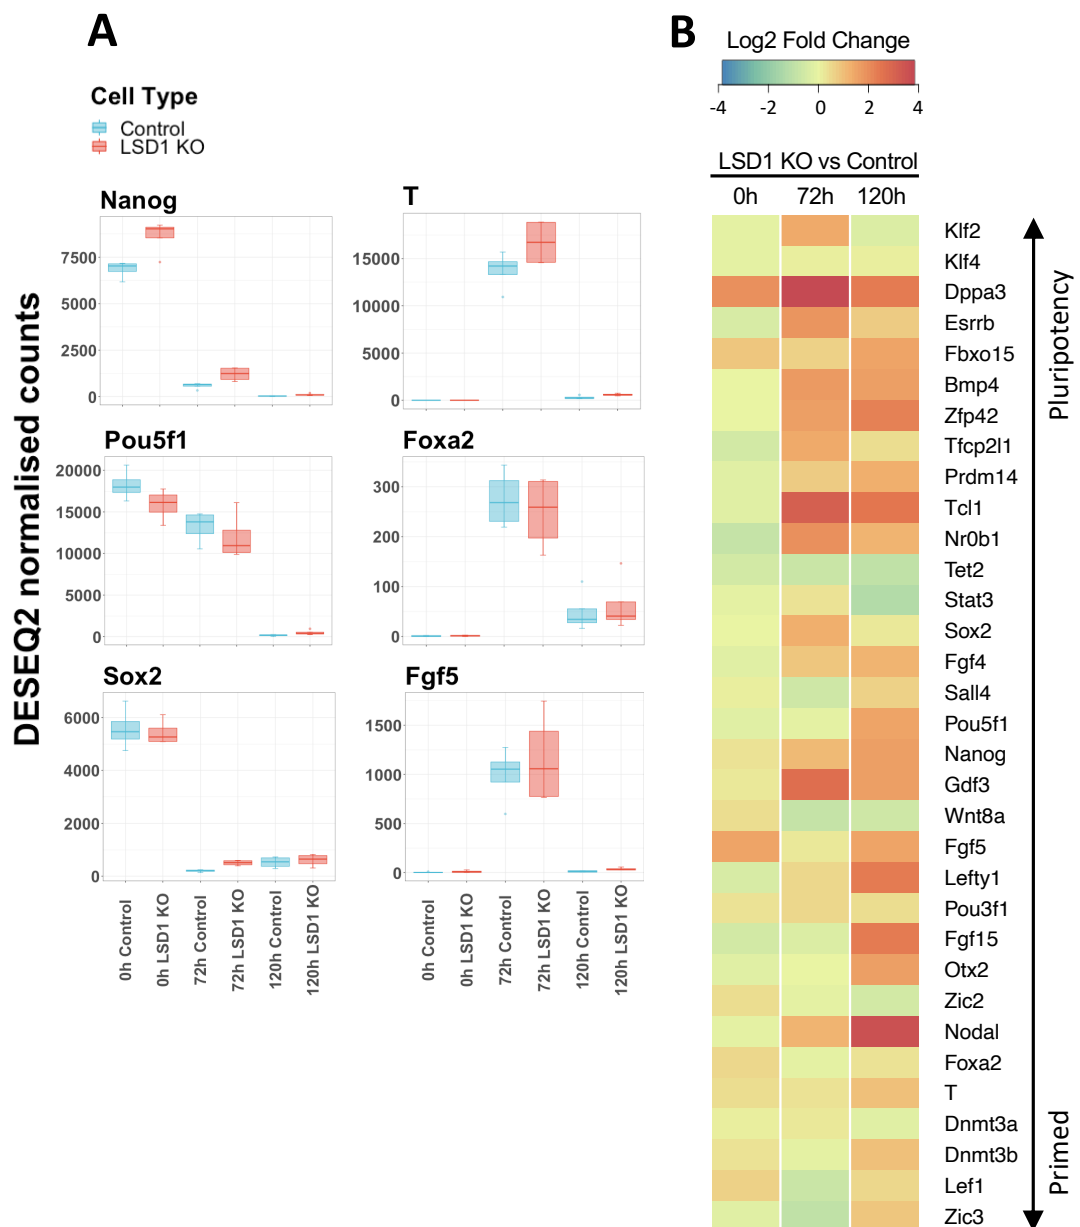 A
Cell Type
Control
LSD1 KO
DESEQ2 normalised counts
Nanog
7500
5000
2500
0
T
15000
10000
5000
0
Pou5f1
20000
15000
10000
5000
0
Foxa2
300
200
100
0
Sox2
6000
4000
2000
0
Fgf5
1500
1000
500
0
0h Control
0h LSD1 KO
72h Control
72h LSD1 KO
120h Control
120h LSD1 KO
0h Control
0h LSD1 KO
72h Control
72h LSD1 KO
120h Control
120h LSD1 KO
B
Log2 Fold Change
-4 -2 0 2 4
LSD1 KO vs Control
0h 72h 120h
Klf2
Klf4
Dppa3
Esrrb
Fbxo15
Bmp4
Zfp42
Tfcp2l1
Prdm14
Tcl1
Nr0b1
Tet2
Stat3
Sox2
Fgf4
Sall4
Pou5f1
Nanog
Gdf3
Wnt8a
Fgf5
Lefty1
Pou3f1
Fgf15
Otx2
Zic2
Nodal
Foxa2
T
Dnmt3a
Dnmt3b
Lef1
Zic3
Pluripotency
Primed